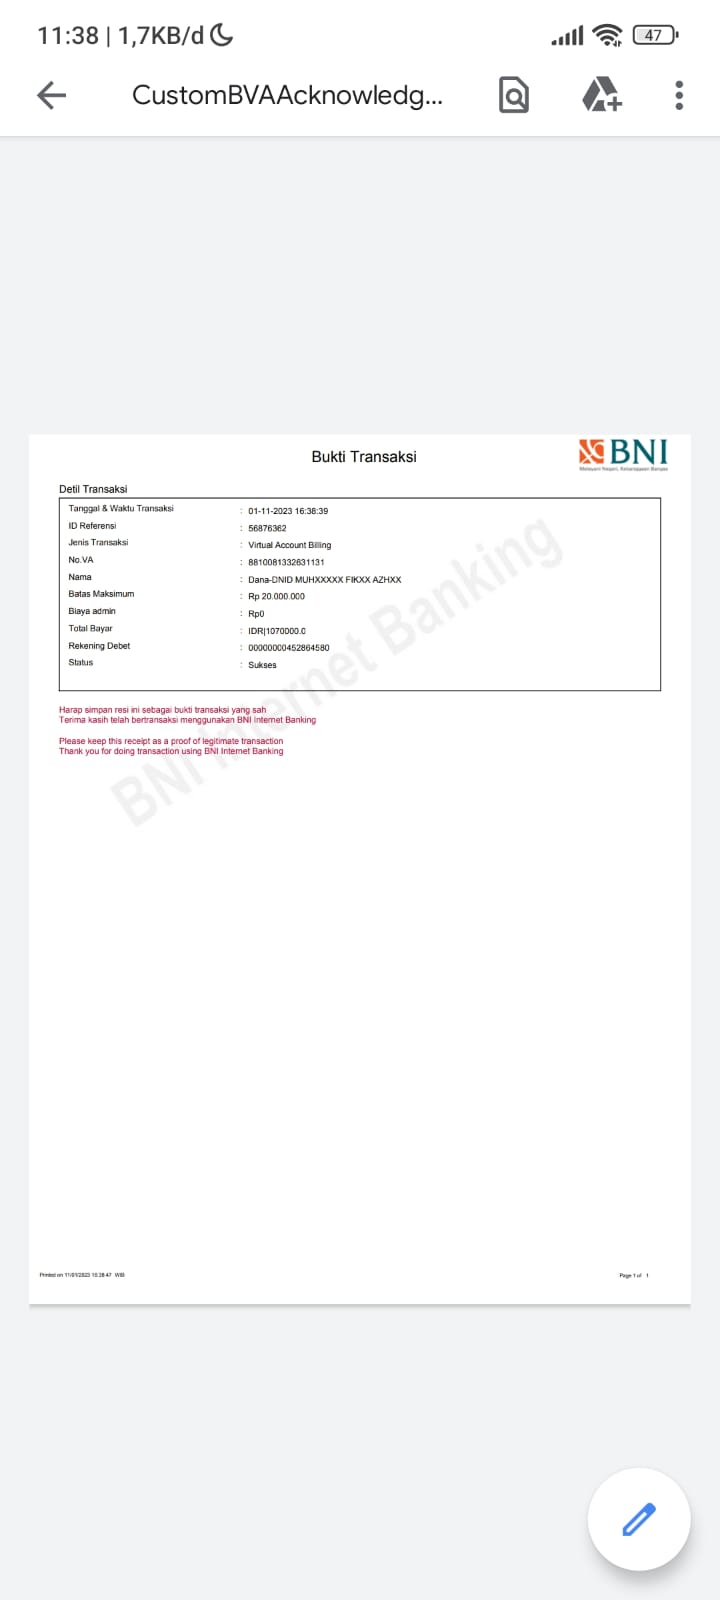 11:38 | 1,7KB/d
47
CustomBVAAcknowledg...
BNI
Melayani Negeri, Kebanggaan Bangsa
Bukti Transaksi
Detil Transaksi
Tanggal & Waktu Transaksi : 01-11-2023 16:38:39
ID Referensi : 56876362
Jenis Transaksi : Virtual Account Billing
No.VA : 8810081332631131
Nama : Dana-DNID MUHXXXXX FIKXX AZHXX
Batas Maksimum : Rp 20.000.000
Biaya admin : Rp0
Total Bayar : IDR|1070000.0
Rekening Debet : 00000000452864580
Status : Sukses
Harap simpan resi ini sebagai bukti transaksi yang sah
Terima kasih telah bertransaksi menggunakan BNI Internet Banking
Please keep this receipt as a proof of legitimate transaction
Thank you for doing transaction using BNI Internet Banking
BNI Internet Banking
Printed on 11/01/2023 16:38:47 WIB
Page 1 of 1